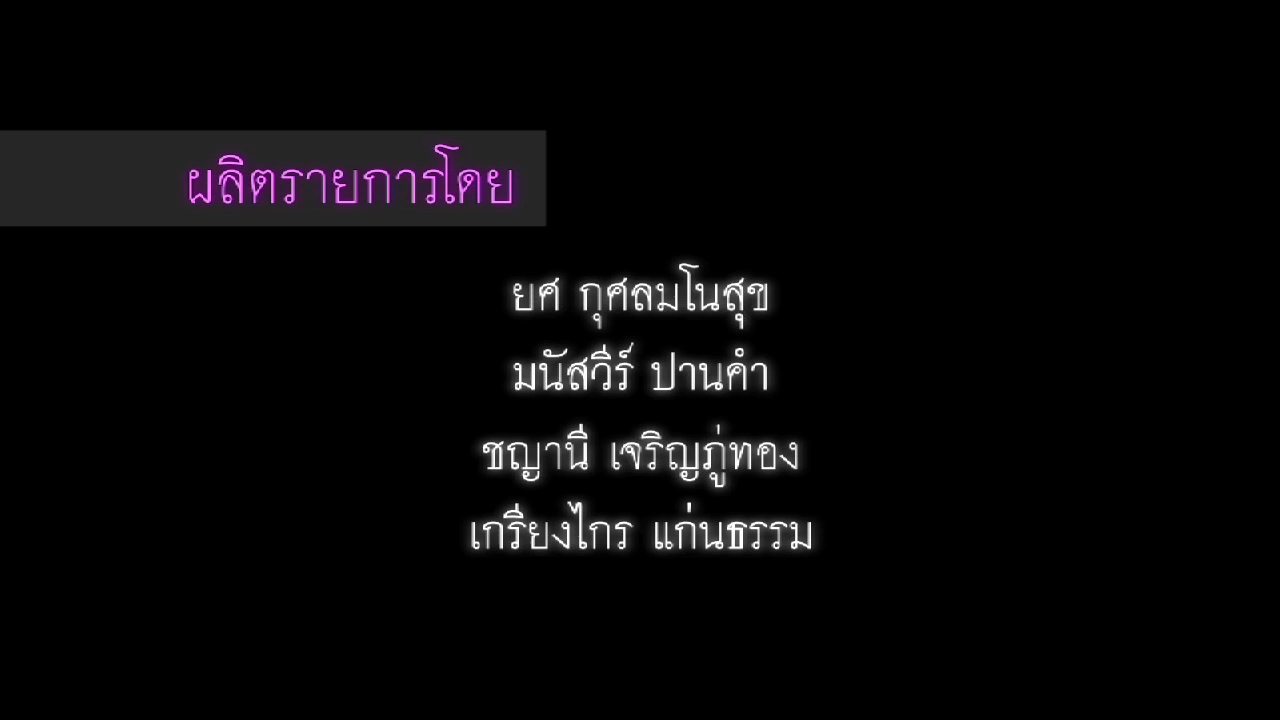 ผลิตรายการโดย
ยศ กุศลมโนสุข
มนัสวีร์ ปานคำ
ชญานี เจริญภู่ทอง
เกรียงไกร แก่นธรรม